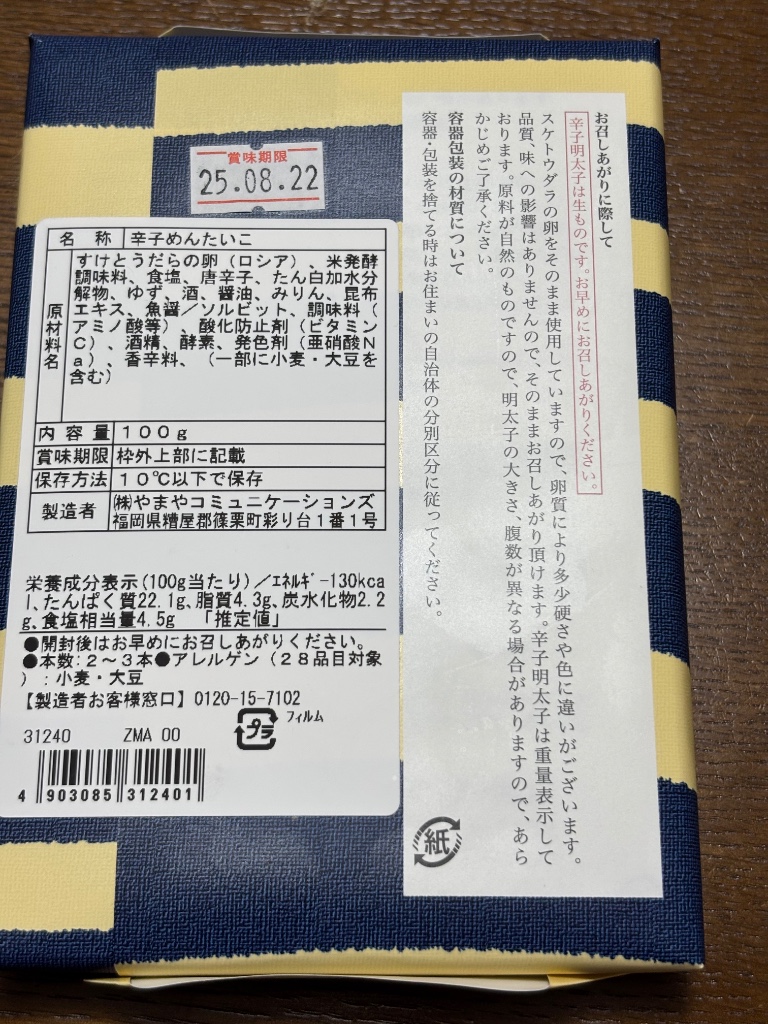 賞味期限
25.08.22
名称 辛子めんたいこ
原材料名
すけとうだらの卵(ロシア)、米発酵
調味料、食塩、唐辛子、たん白加水分
解物、ゆず、酒、醤油、みりん、昆布
エキス、魚醤/ソルビット、調味料(
アミノ酸等)、酸化防止剤(ビタミン
C)、酒精、酵素、発色剤(亜硝酸N
a)、香辛料、(一部に小麦・大豆を
含む)
内容量 100g
賞味期限 枠外上部に記載
保存方法 10℃以下で保存
製造者 ㈱やまやコミュニケーションズ
福岡県糟屋郡篠栗町彩り台1番1号
栄養成分表示(100g当たり)/エネルギー130kca
l、たんぱく質22.1g、脂質4.3g、炭水化物2.2
g、食塩相当量4.5g 「推定値」
●開封後はお早めにお召しあがりください。
●本数:2~3本●アレルゲン(28品目対象
):小麦・大豆
【製造者お客様窓口】0120-15-7102
プラ フィルム
31240 ZMA 00
4 903085 312401
お召しあがりに際して
辛子明太子は生ものです。お早めにお召しあがりください。
スケトウダラの卵をそのまま使用していますので、卵質により多少硬さや色に違いがございます。
品質、味への影響はありませんので、そのままお召しあがり頂けます。辛子明太子は重量表示して
おります。原料が自然のものですので、明太子の大きさ、腹数が異なる場合がありますので、あら
かじめご了承ください。
容器包装の材質について
容器・包装を捨てる時はお住まいの自治体の分別区分に従ってください。
紙